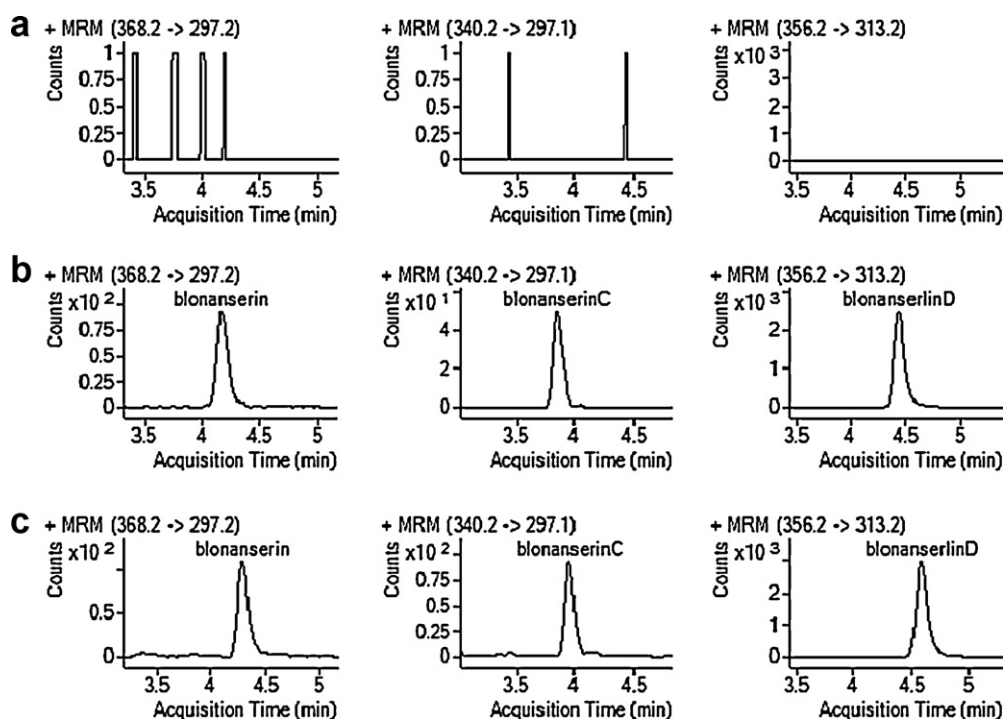 a
+ MRM (368.2 -> 297.2)
Counts
1
0.75
0.5
0.25
0
3.5 4 4.5 5
Acquisition Time (min)
+ MRM (340.2 -> 297.1)
Counts
1
0.75
0.5
0.25
0
3.5 4 4.5
Acquisition Time (min)
+ MRM (356.2 -> 313.2)
Counts
x10 3
3
2
1
0
3.5 4 4.5 5
Acquisition Time (min)
b
+ MRM (368.2 -> 297.2)
Counts
x10 2
blonanserin
0.75
0.5
0.25
0
3.5 4 4.5 5
Acquisition Time (min)
+ MRM (340.2 -> 297.1)
Counts
x10 1
blonanserinC
4
2
0
3.5 4 4.5
Acquisition Time (min)
+ MRM (356.2 -> 313.2)
Counts
x10 3
blonanserlinD
3
2
1
0
3.5 4 4.5 5
Acquisition Time (min)
c
+ MRM (368.2 -> 297.2)
Counts
x10 2
blonanserin
0.5
0
3.5 4 4.5 5
Acquisition Time (min)
+ MRM (340.2 -> 297.1)
Counts
x10 2
blonanserinC
0.75
0.5
0.25
0
3.5 4 4.5
Acquisition Time (min)
+ MRM (356.2 -> 313.2)
Counts
x10 3
blonanserlinD
2
1
0
3.5 4 4.5 5
Acquisition Time (min)